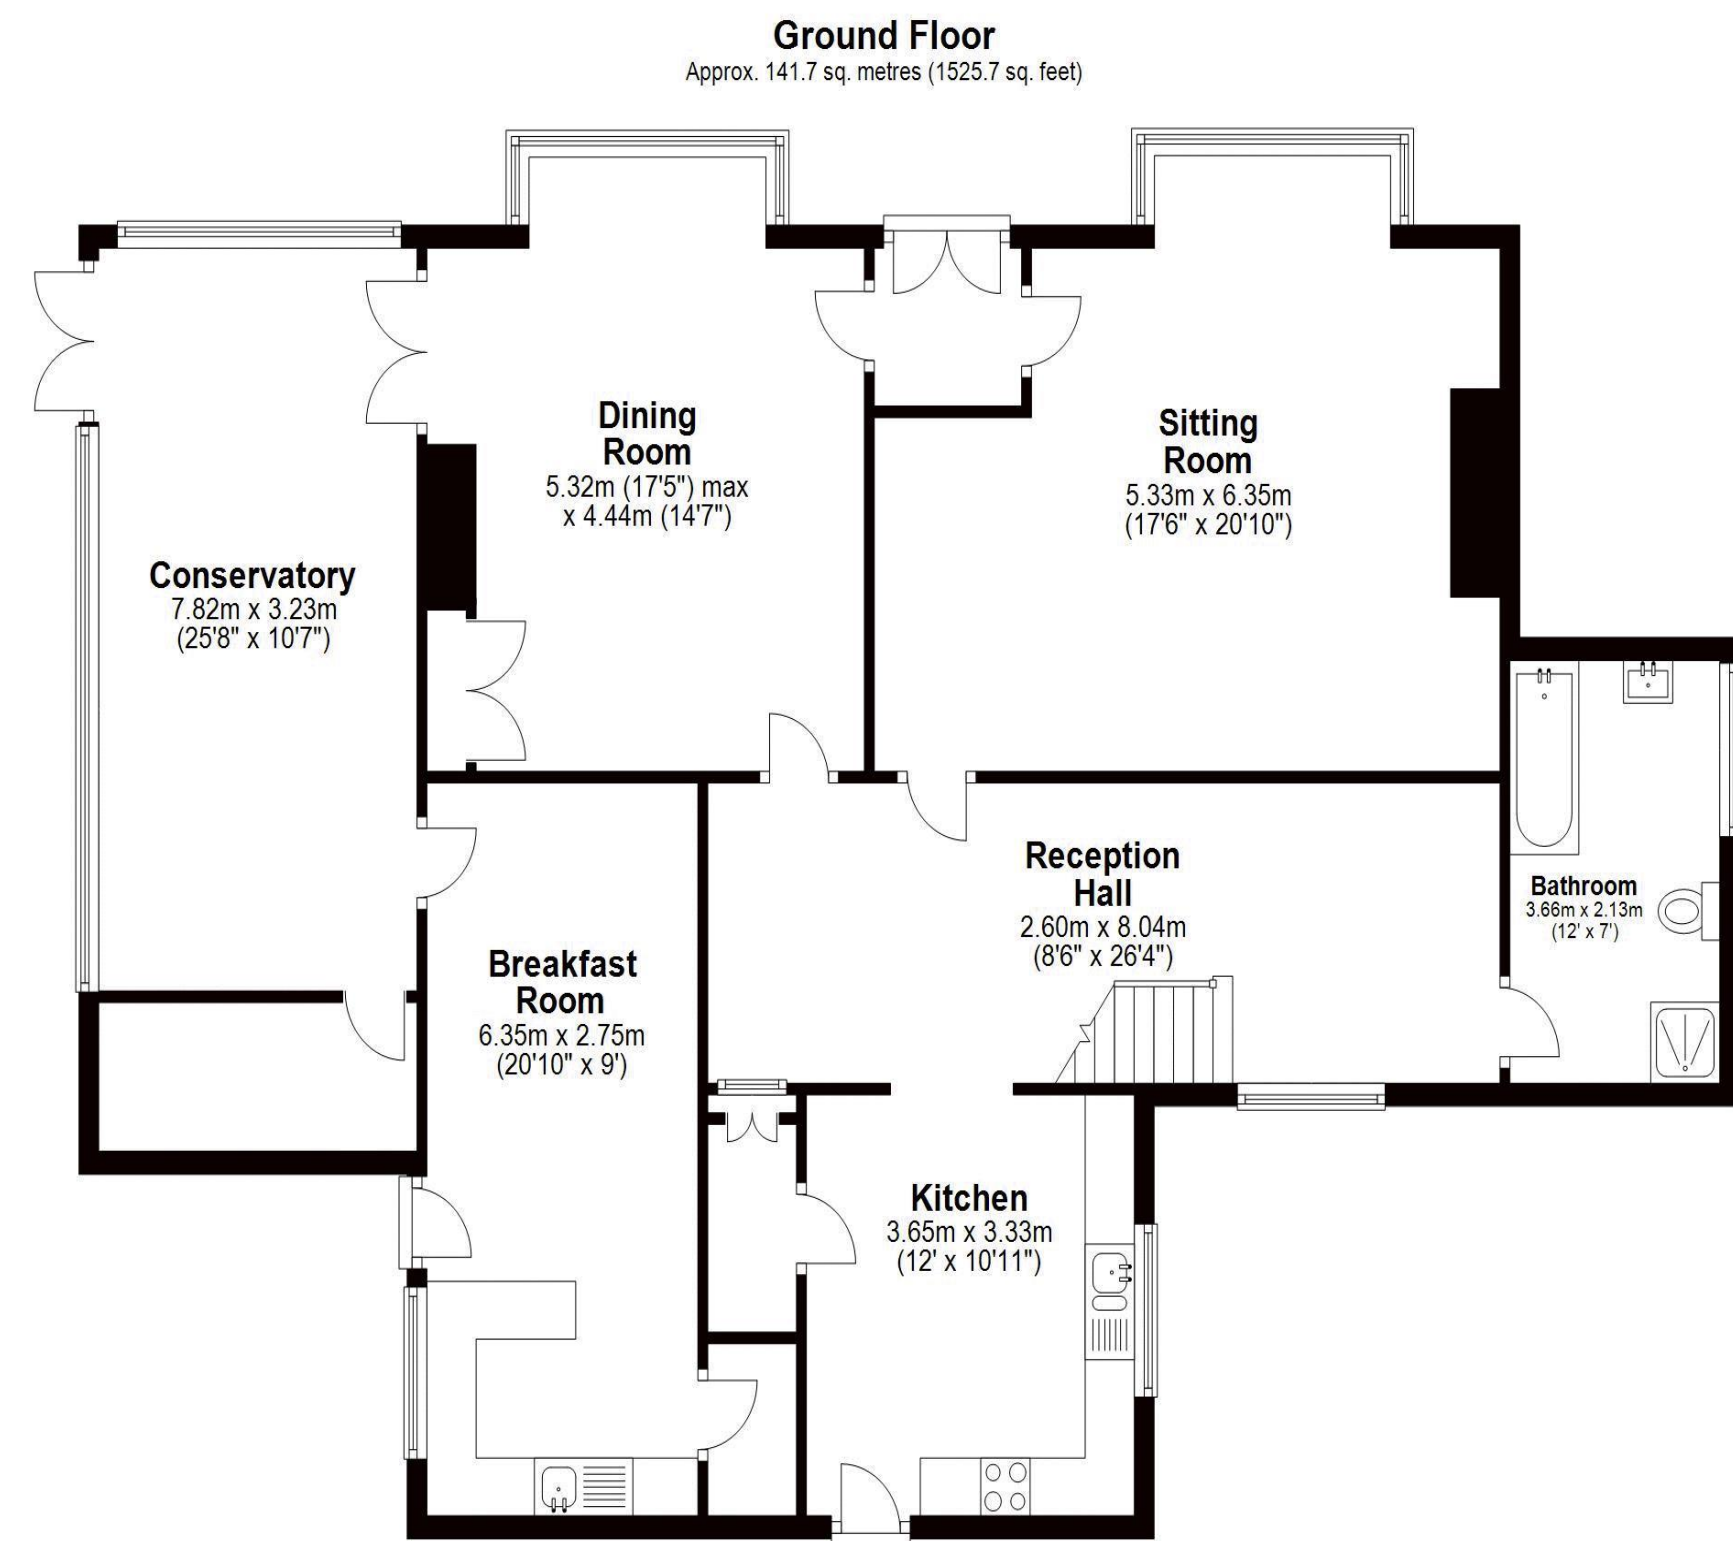 Ground Floor
Approx. 141.7 sq. metres (1525.7 sq. feet)
Dining
Room
5.32m (17'5") max
x 4.44m (14'7")
Sitting
Room
5.33m x 6.35m
(17'6" x 20'10")
Conservatory
7.82m x 3.23m
(25'8" x 10'7")
Reception
Hall
2.60m x 8.04m
(8'6" x 26'4")
Bathroom
3.66m x 2.13m
(12' x 7')
Breakfast
Room
6.35m x 2.75m
(20'10" x 9')
Kitchen
3.65m x 3.33m
(12' x 10'11")